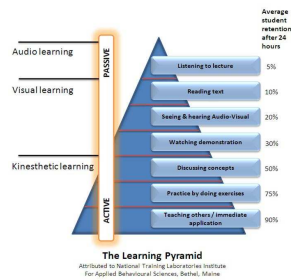 Average
student
retention
after 24
hours
Audio learning
PASSIVE
Listening to lecture 5%
Visual learning
Reading text 10%
Seeing & hearing Audio-Visual 20%
Watching demonstration 30%
Kinesthetic learning
Discussing concepts 50%
Practice by doing exercises 75%
ACTIVE
Teaching others / immediate
application
90%
The Learning Pyramid
Attributed to National Training Laboratories Institute
For Applied Behavioural Sciences, Bethel, Maine